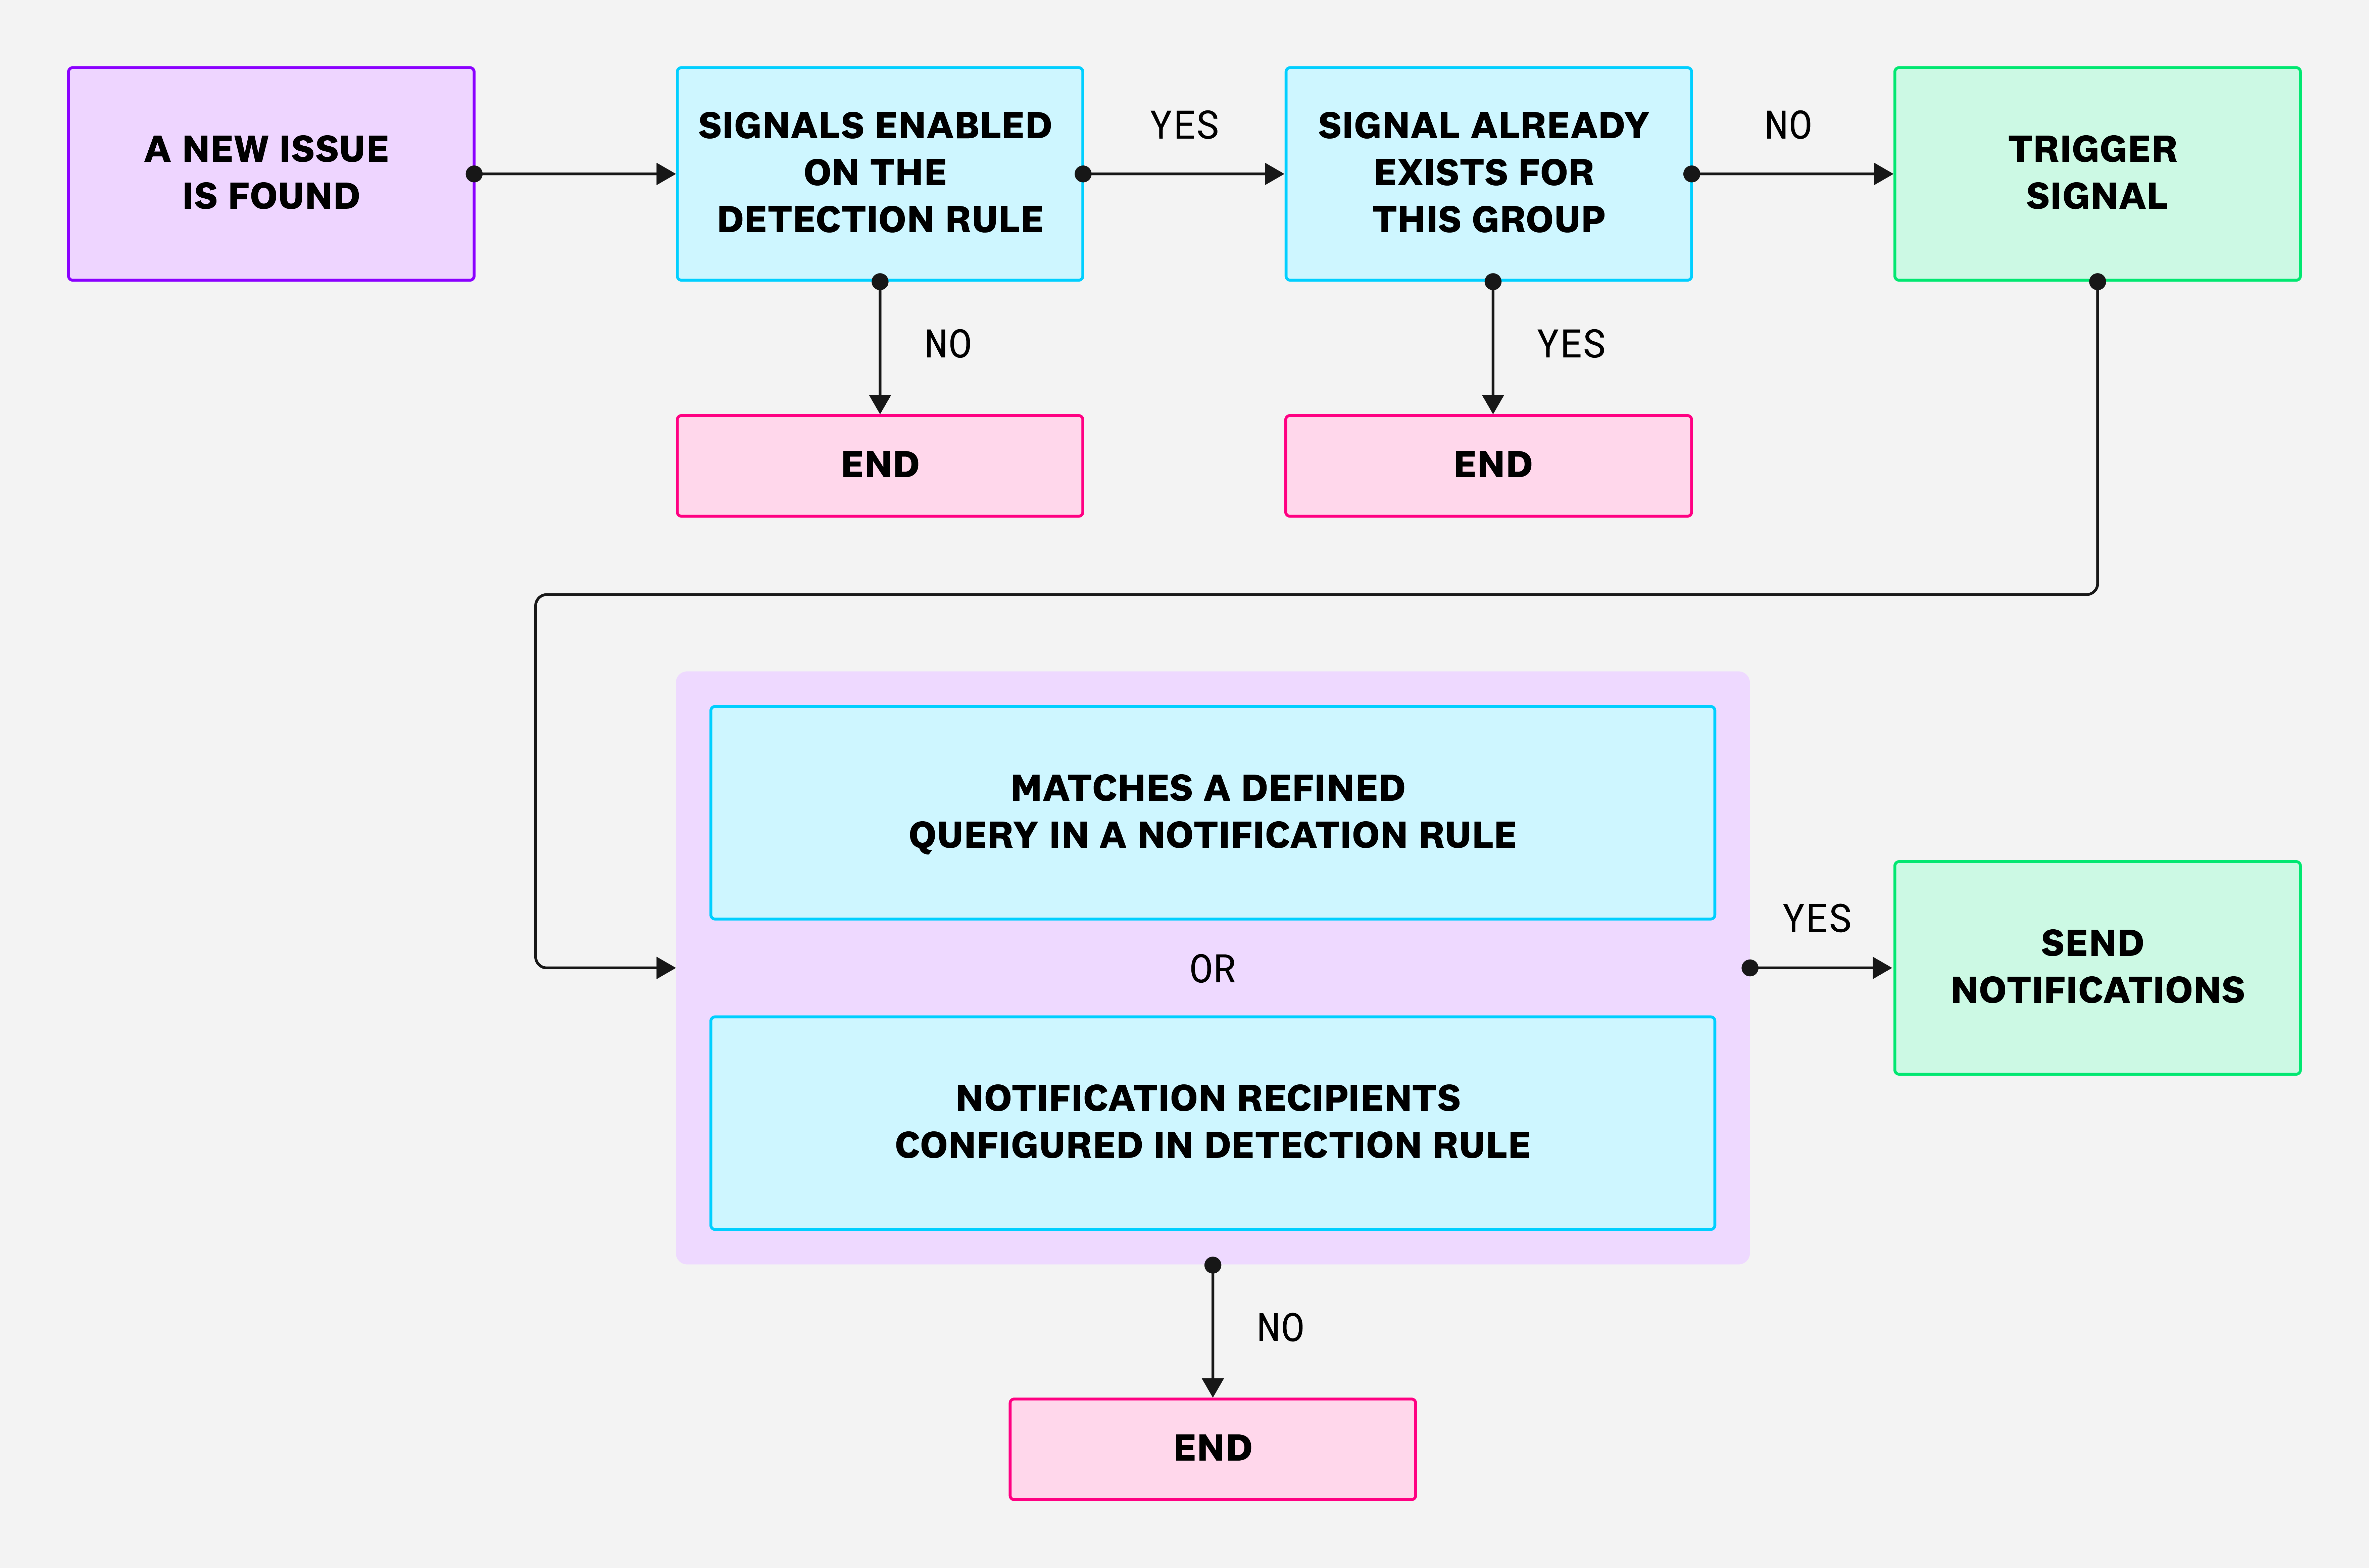 A NEW ISSUE
IS FOUND
SIGNALS ENABLED
ON THE
DETECTION RULE
YES
SIGNAL ALREADY
EXISTS FOR
THIS GROUP
NO
TRIGGER
SIGNAL
NO
YES
END
END
MATCHES A DEFINED
QUERY IN A NOTIFICATION RULE
OR
NOTIFICATION RECIPIENTS
CONFIGURED IN DETECTION RULE
YES
SEND
NOTIFICATIONS
NO
END